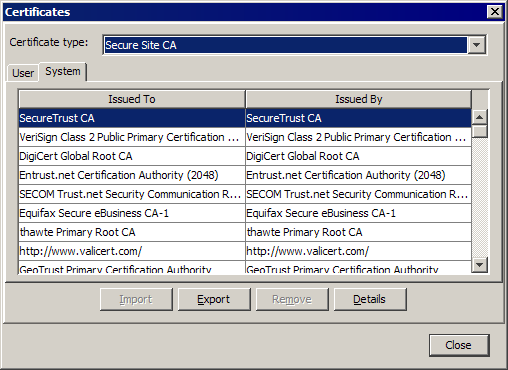 Certificates
Certificate type: Secure Site CA
User System
Issued To Issued By
SecureTrust CA SecureTrust CA
VeriSign Class 2 Public Primary Certification ... VeriSign Class 2 Public Primary Certification ...
DigiCert Global Root CA DigiCert Global Root CA
Entrust.net Certification Authority (2048) Entrust.net Certification Authority (2048)
SECOM Trust.net Security Communication R... SECOM Trust.net Security Communication R...
Equifax Secure eBusiness CA-1 Equifax Secure eBusiness CA-1
thawte Primary Root CA thawte Primary Root CA
http://www.valicert.com/ http://www.valicert.com/
GeoTrust Primary Certification Authority GeoTrust Primary Certification Authority
Import Export Remove Details
Close